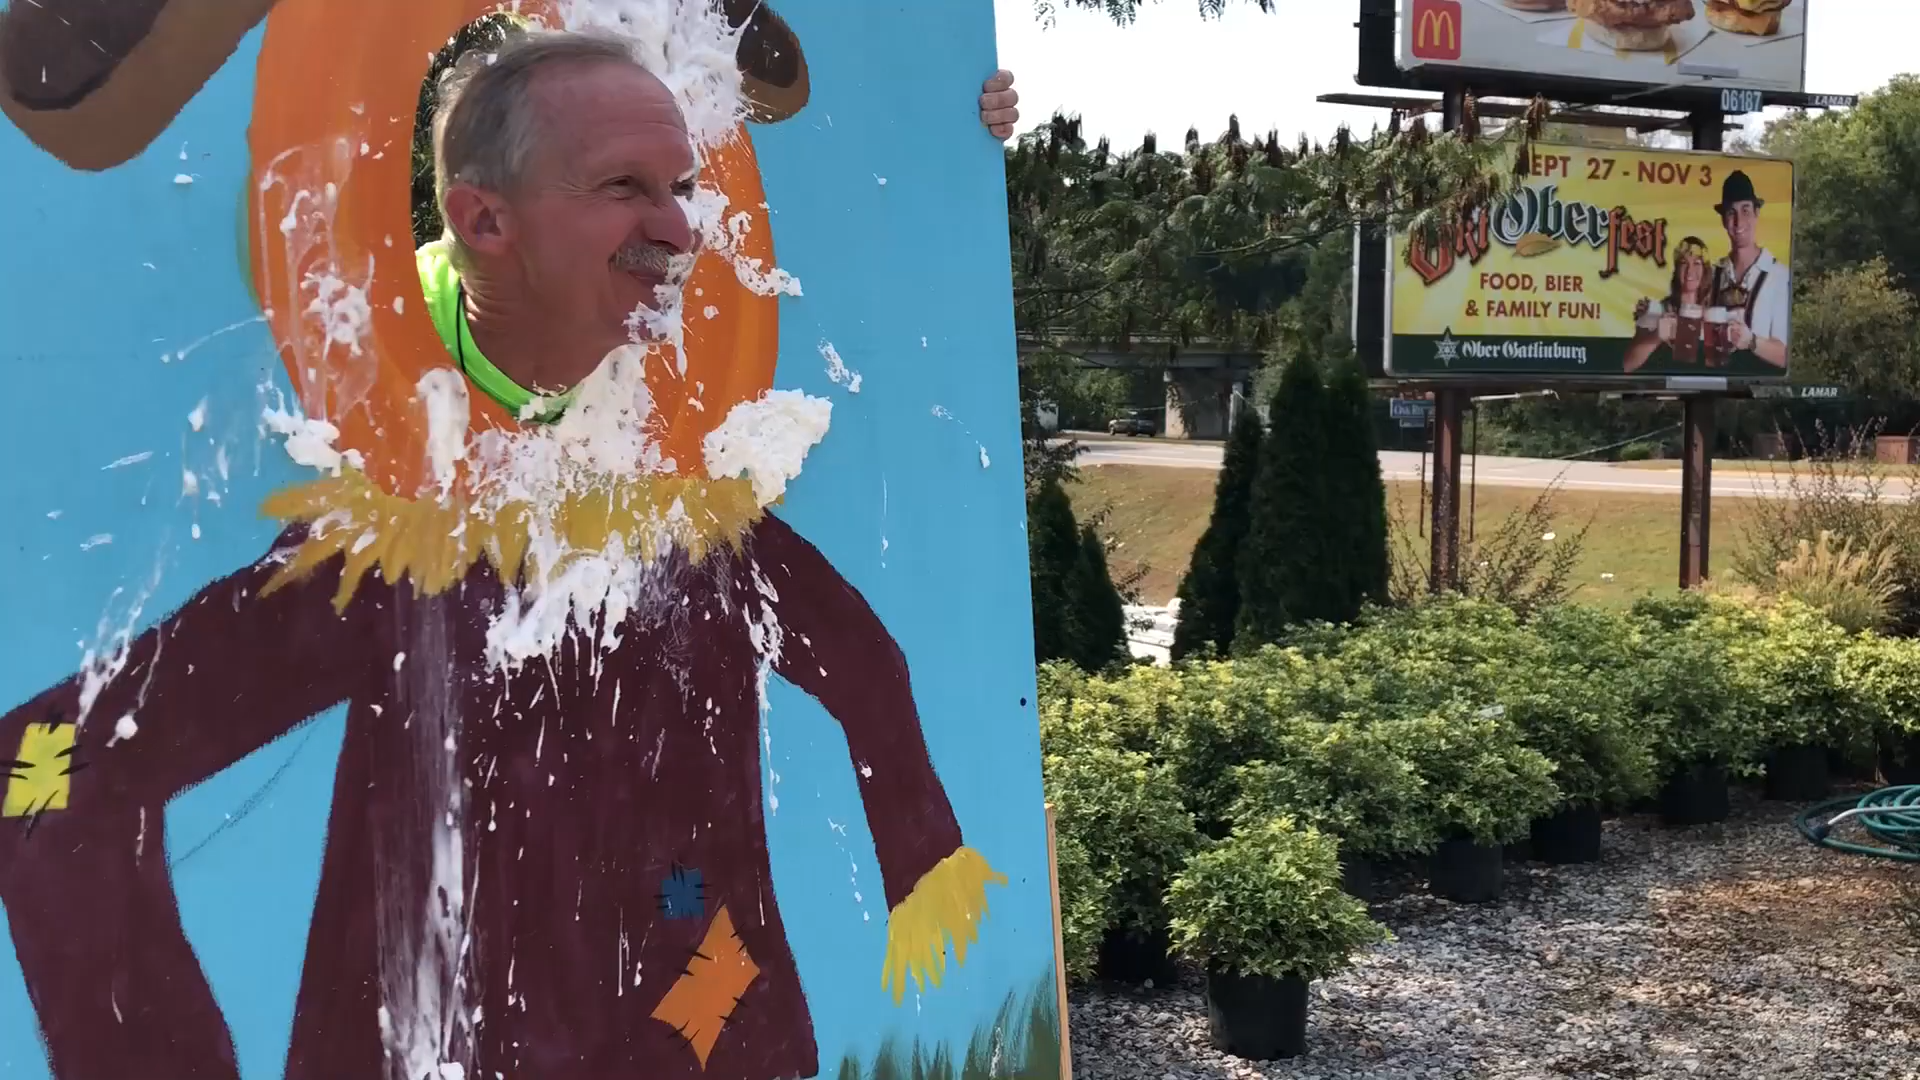 06187
LAMAR
EPT 27 - NOV 3
OktOberfest
FOOD, BIER
& FAMILY FUN!
Ober Gatlinburg
LAMAR